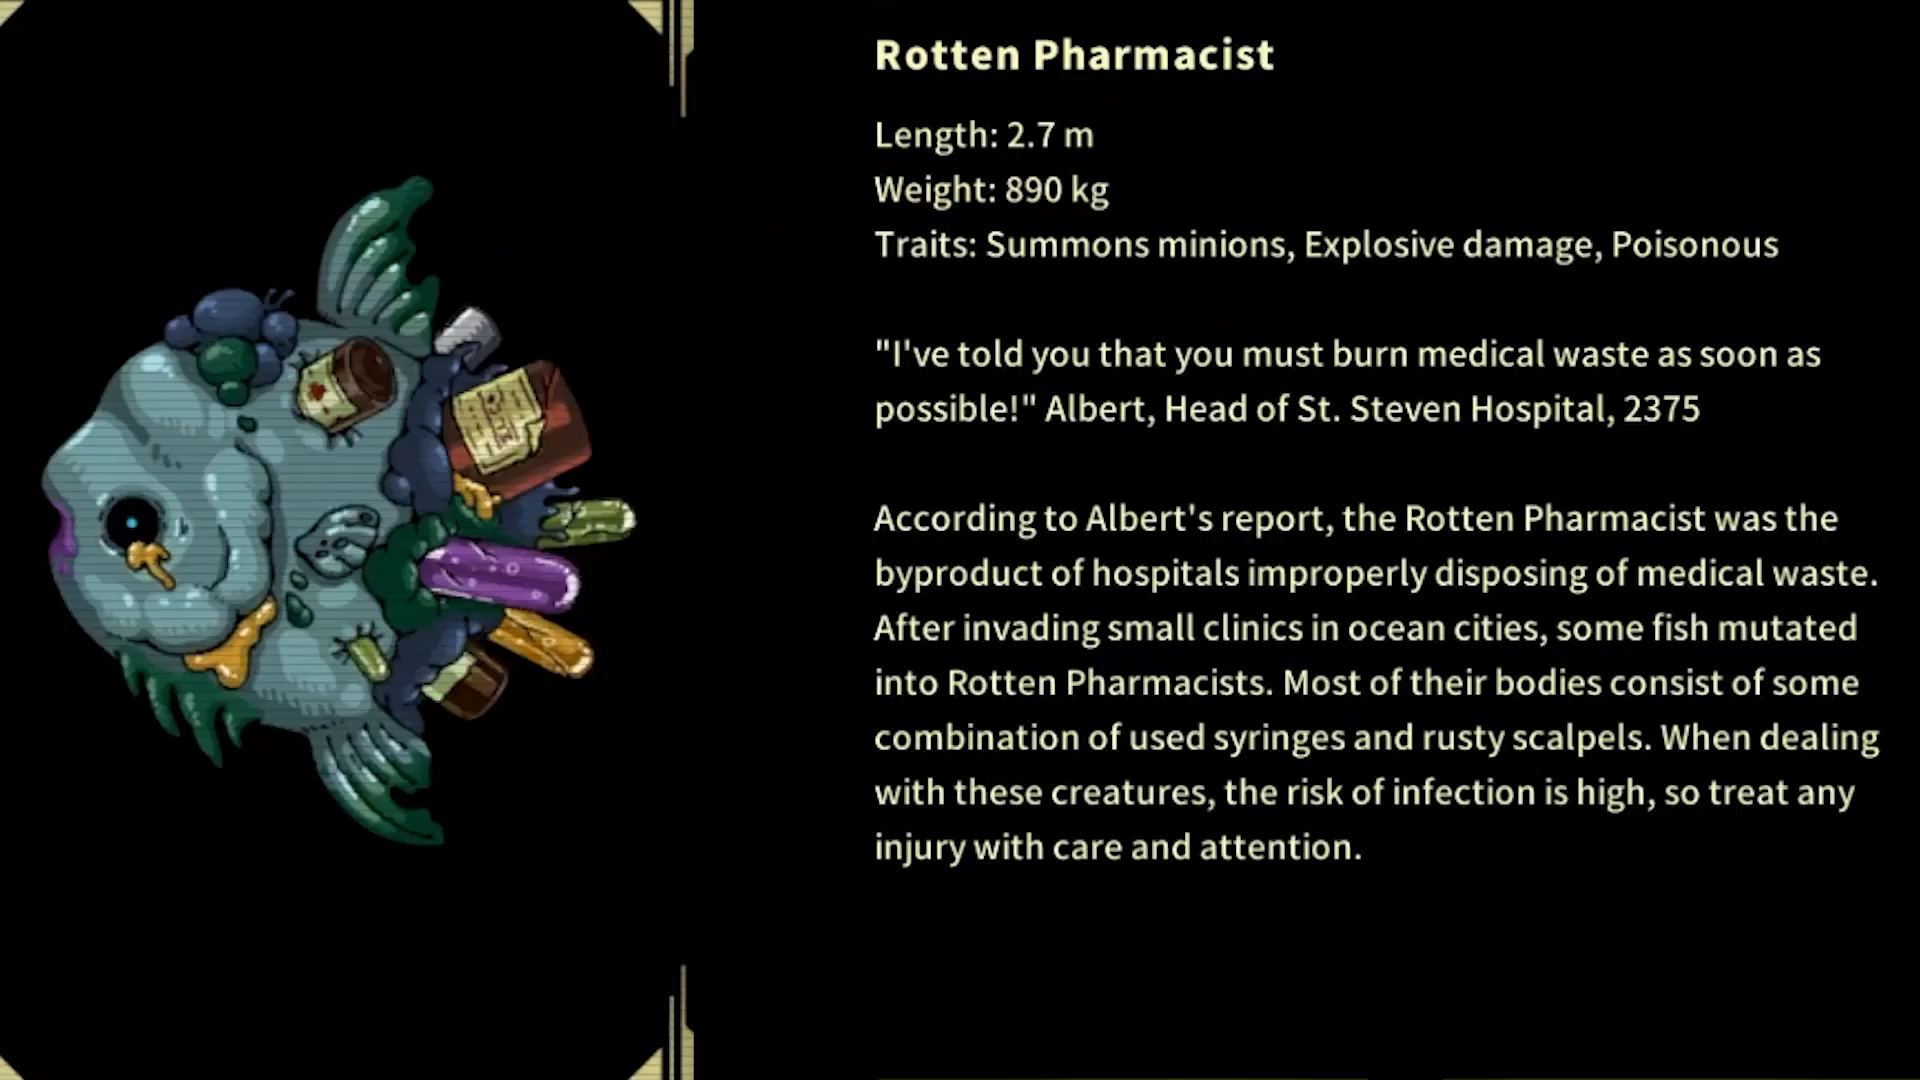 Rotten Pharmacist
Length: 2.7 m
Weight: 890 kg
Traits: Summons minions, Explosive damage, Poisonous
"I've told you that you must burn medical waste as soon as
possible!" Albert, Head of St. Steven Hospital, 2375
According to Albert's report, the Rotten Pharmacist was the
byproduct of hospitals improperly disposing of medical waste.
After invading small clinics in ocean cities, some fish mutated
into Rotten Pharmacists. Most of their bodies consist of some
combination of used syringes and rusty scalpels. When dealing
with these creatures, the risk of infection is high, so treat any
injury with care and attention.